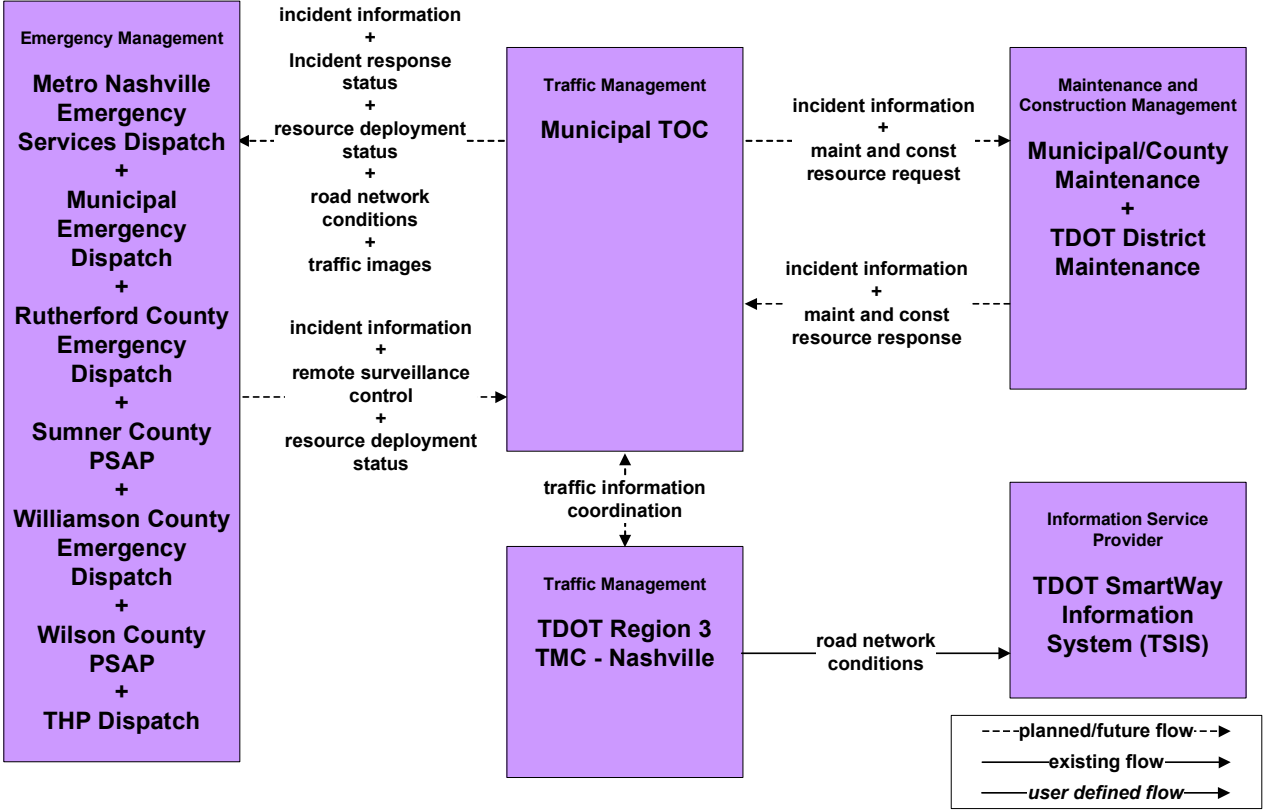 Emergency Management
Metro Nashville
Emergency
Services Dispatch
+
Municipal
Emergency
Dispatch
+
Rutherford County
Emergency
Dispatch
+
Sumner County
PSAP
+
Williamson County
Emergency
Dispatch
+
Wilson County
PSAP
+
THP Dispatch
incident information
+
Incident response
status
+
resource deployment
status
+
road network
conditions
+
traffic images
incident information
+
remote surveillance
control
+
resource deployment
status
Traffic Management
Municipal TOC
traffic information
coordination
Traffic Management
TDOT Region 3
TMC - Nashville
incident information
+
maint and const
resource request
incident information
+
maint and const
resource response
Maintenance and
Construction Management
Municipal/County
Maintenance
+
TDOT District
Maintenance
road network
conditions
Information Service
Provider
TDOT SmartWay
Information
System (TSIS)
planned/future flow
existing flow
user defined flow